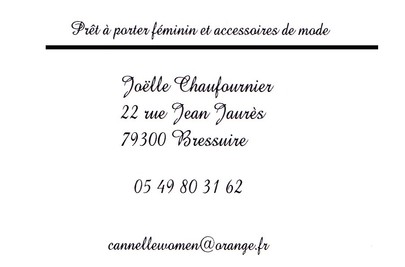 Prêt à porter féminin et accessoires de mode
Joëlle Chaufournier
22 rue Jean Jaurès
79300 Bressuire
05 49 80 31 62
cannellewomen@orange.fr